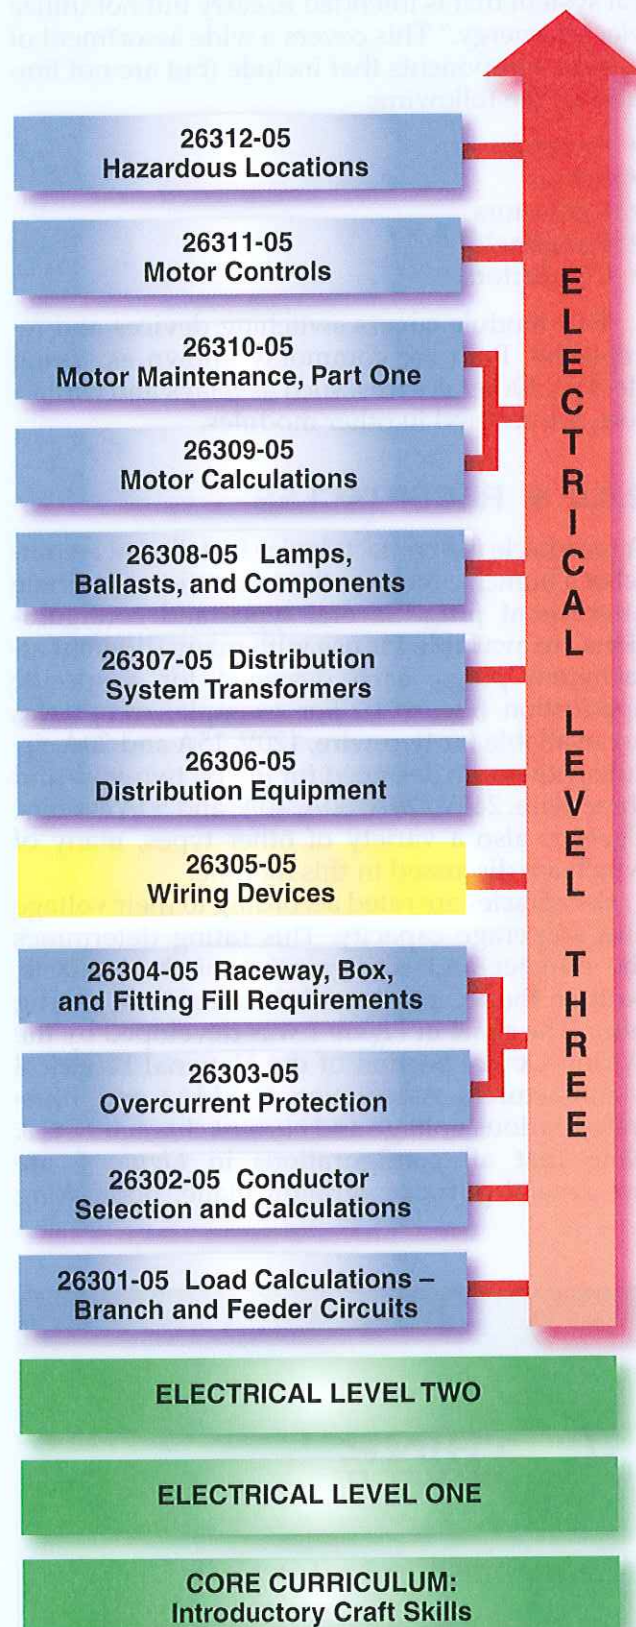 26312-05
Hazardous Locations
26311-05
Motor Controls
26310-05
Motor Maintenance, Part One
26309-05
Motor Calculations
26308-05 Lamps,
Ballasts, and Components
26307-05 Distribution
System Transformers
26306-05
Distribution Equipment
26305-05
Wiring Devices
26304-05 Raceway, Box,
and Fitting Fill Requirements
26303-05
Overcurrent Protection
26302-05 Conductor
Selection and Calculations
26301-05 Load Calculations –
Branch and Feeder Circuits
ELECTRICAL LEVEL THREE
ELECTRICAL LEVEL TWO
ELECTRICAL LEVEL ONE
CORE CURRICULUM:
Introductory Craft Skills